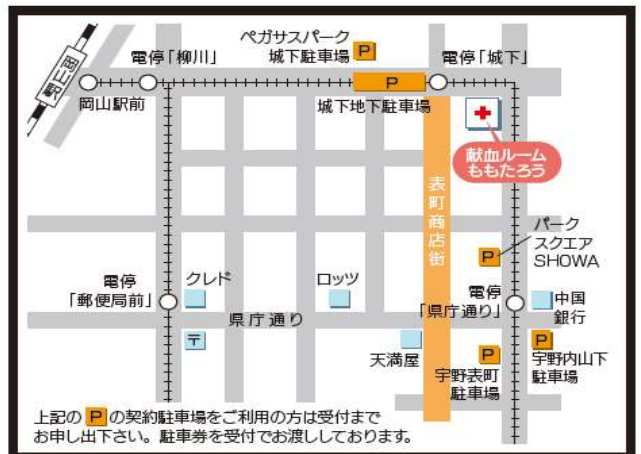 ペガサスパーク
城下駐車場
P
電停「柳川」
電停「城下」
岡山駅
P
岡山駅前
城下地下駐車場
献血ルーム
ももたろう
表町商店街
パーク
スクエア
SHOWA
P
電停
「郵便局前」
クレド
ロッツ
電停
「県庁通り」
中国
銀行
県庁通り
〒
天満屋
P
宇野表町
駐車場
P
宇野内山下
駐車場
上記の P の契約駐車場をご利用の方は受付まで
お申し出下さい。駐車券を受付でお渡ししております。